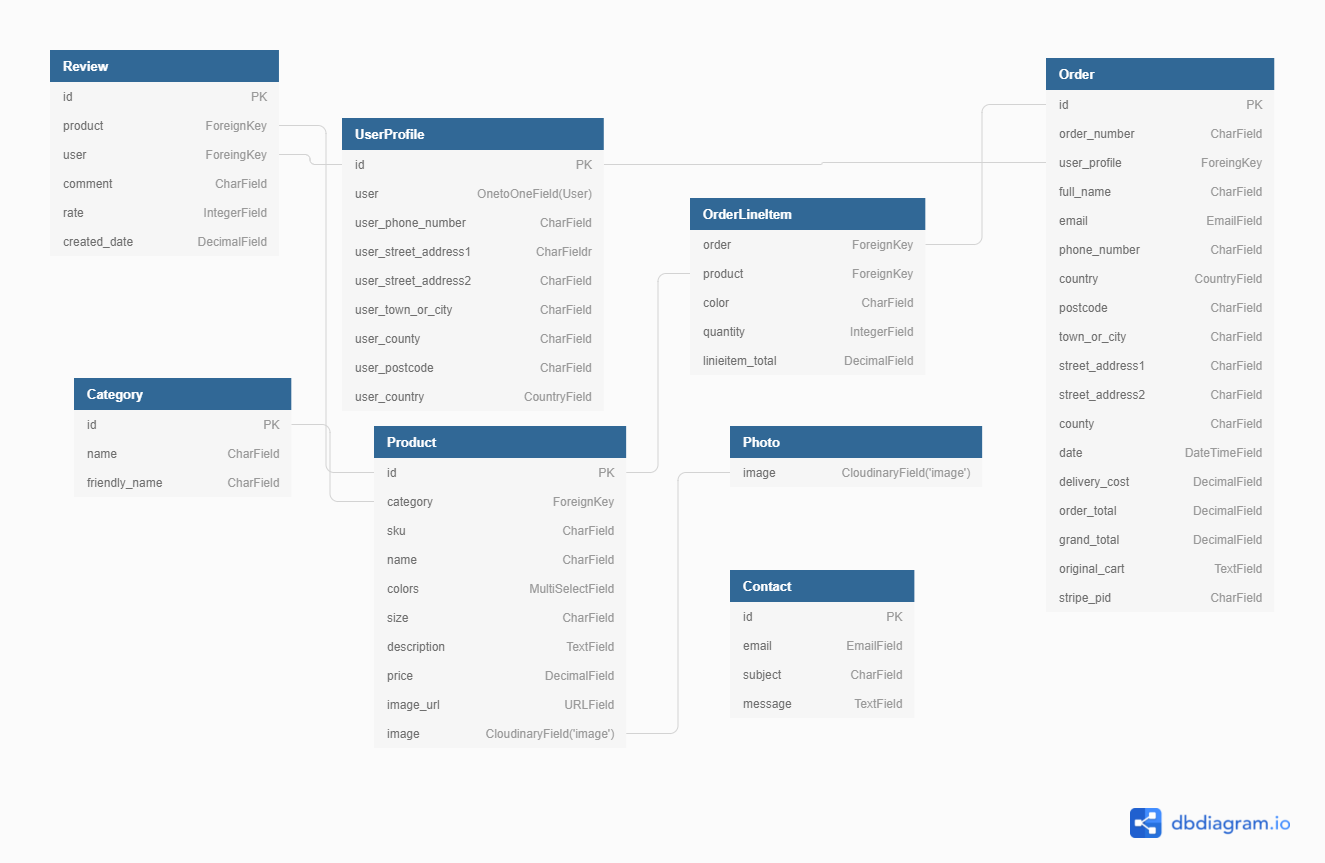 Review
id PK
product ForeignKey
user ForeingKey
comment CharField
rate IntegerField
created_date DecimalField
UserProfile
id PK
user OnetoOneField(User)
user_phone_number CharField
user_street_address1 CharFieldr
user_street_address2 CharField
user_town_or_city CharField
user_county CharField
user_postcode CharField
user_country CountryField
OrderLineItem
order ForeignKey
product ForeignKey
color CharField
quantity IntegerField
linieitem_total DecimalField
Order
id PK
order_number CharField
user_profile ForeingKey
full_name CharField
email EmailField
phone_number CharField
country CountryField
postcode CharField
town_or_city CharField
street_address1 CharField
street_address2 CharField
county CharField
date DateTimeField
delivery_cost DecimalField
order_total DecimalField
grand_total DecimalField
original_cart TextField
stripe_pid CharField
Category
id PK
name CharField
friendly_name CharField
Product
id PK
category ForeignKey
sku CharField
name CharField
colors MultiSelectField
size CharField
description TextField
price DecimalField
image_url URLField
image CloudinaryField('image')
Photo
image CloudinaryField('image')
Contact
id PK
email EmailField
subject CharField
message TextField
dbdiagram.io